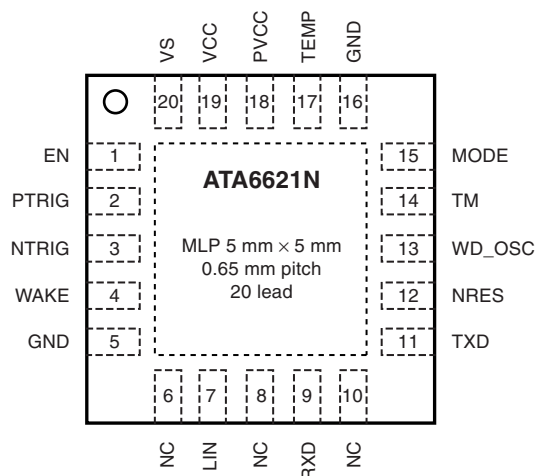 VS VCC PVCC TEMP GND
20 19 18 17 16
EN 1 15 MODE
ATA6621N
PTRIG 2 14 TM
NTRIG 3 13 WD_OSC
MLP 5 mm × 5 mm
0.65 mm pitch
20 lead
WAKE 4 12 NRES
GND 5 11 TXD
6 7 8 9 10
NC LIN NC RXD NC